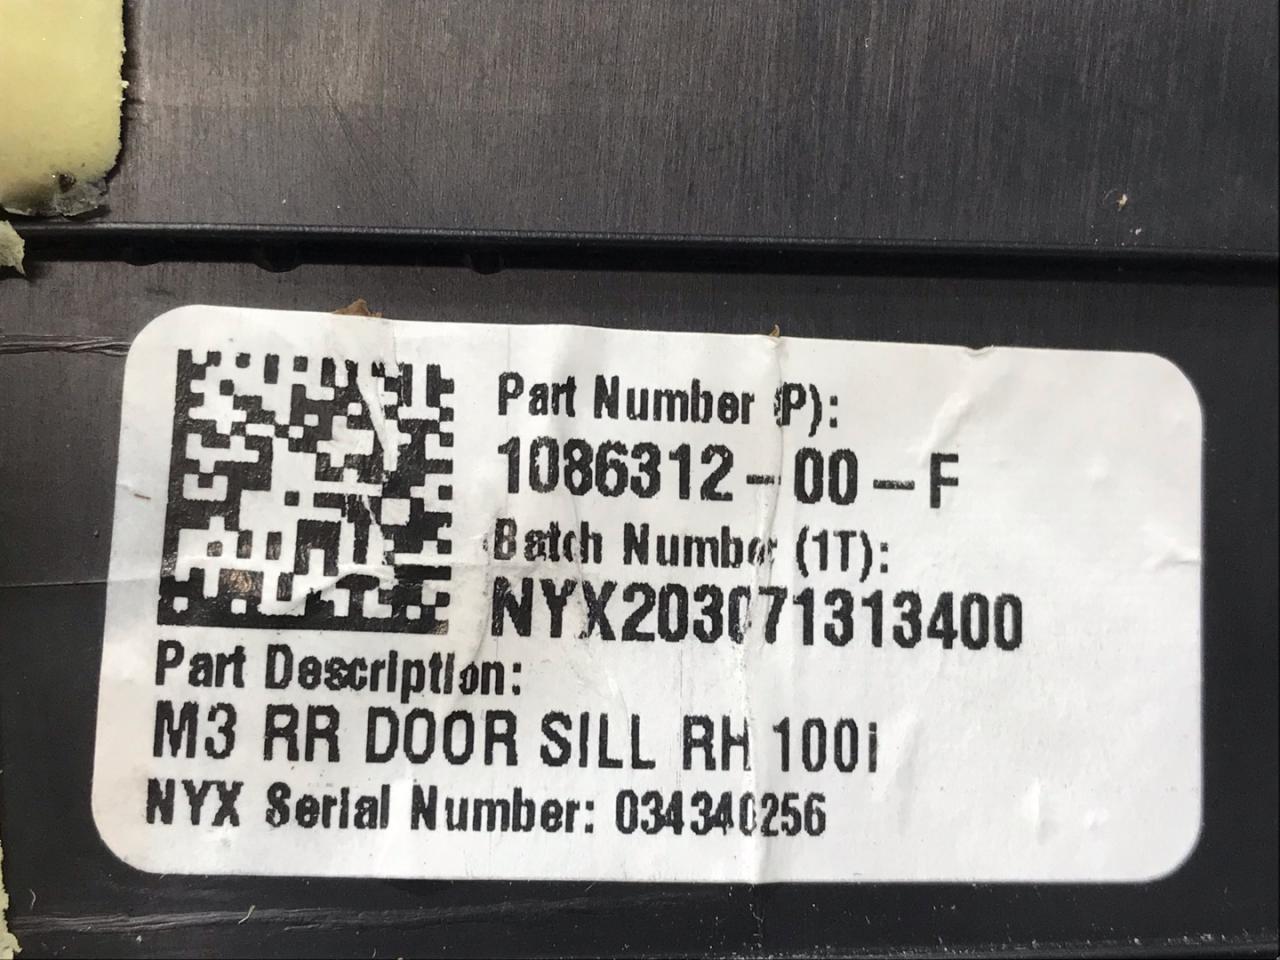 Part Number (P):
1086312-00-F
Batch Number (1T):
NYX203071313400
Part Description:
M3 RR DOOR SILL RH 100i
NYX Serial Number: 034340256